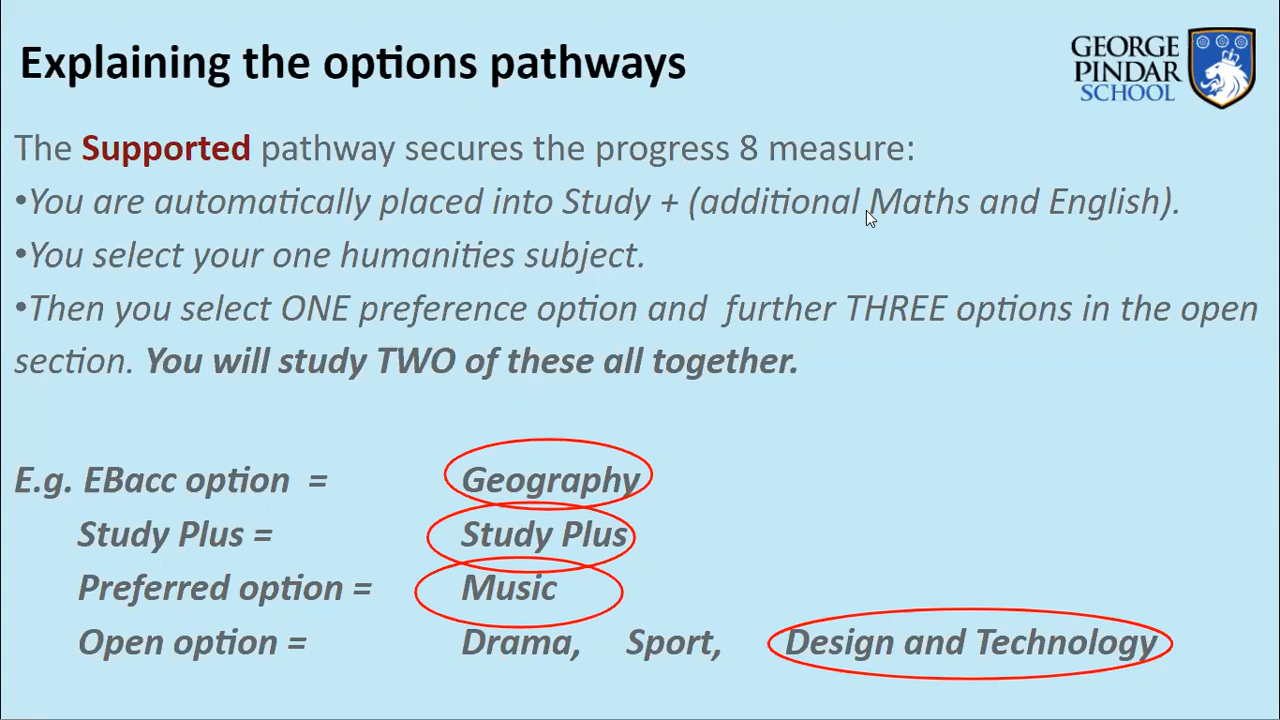 Explaining the options pathways
GEORGE
PINDAR
SCHOOL
The Supported pathway secures the progress 8 measure:
•You are automatically placed into Study + (additional Maths and English).
•You select your one humanities subject.
•Then you select ONE preference option and further THREE options in the open
section. You will study TWO of these all together.
E.g. EBacc option = Geography
Study Plus = Study Plus
Preferred option = Music
Open option = Drama, Sport, Design and Technology